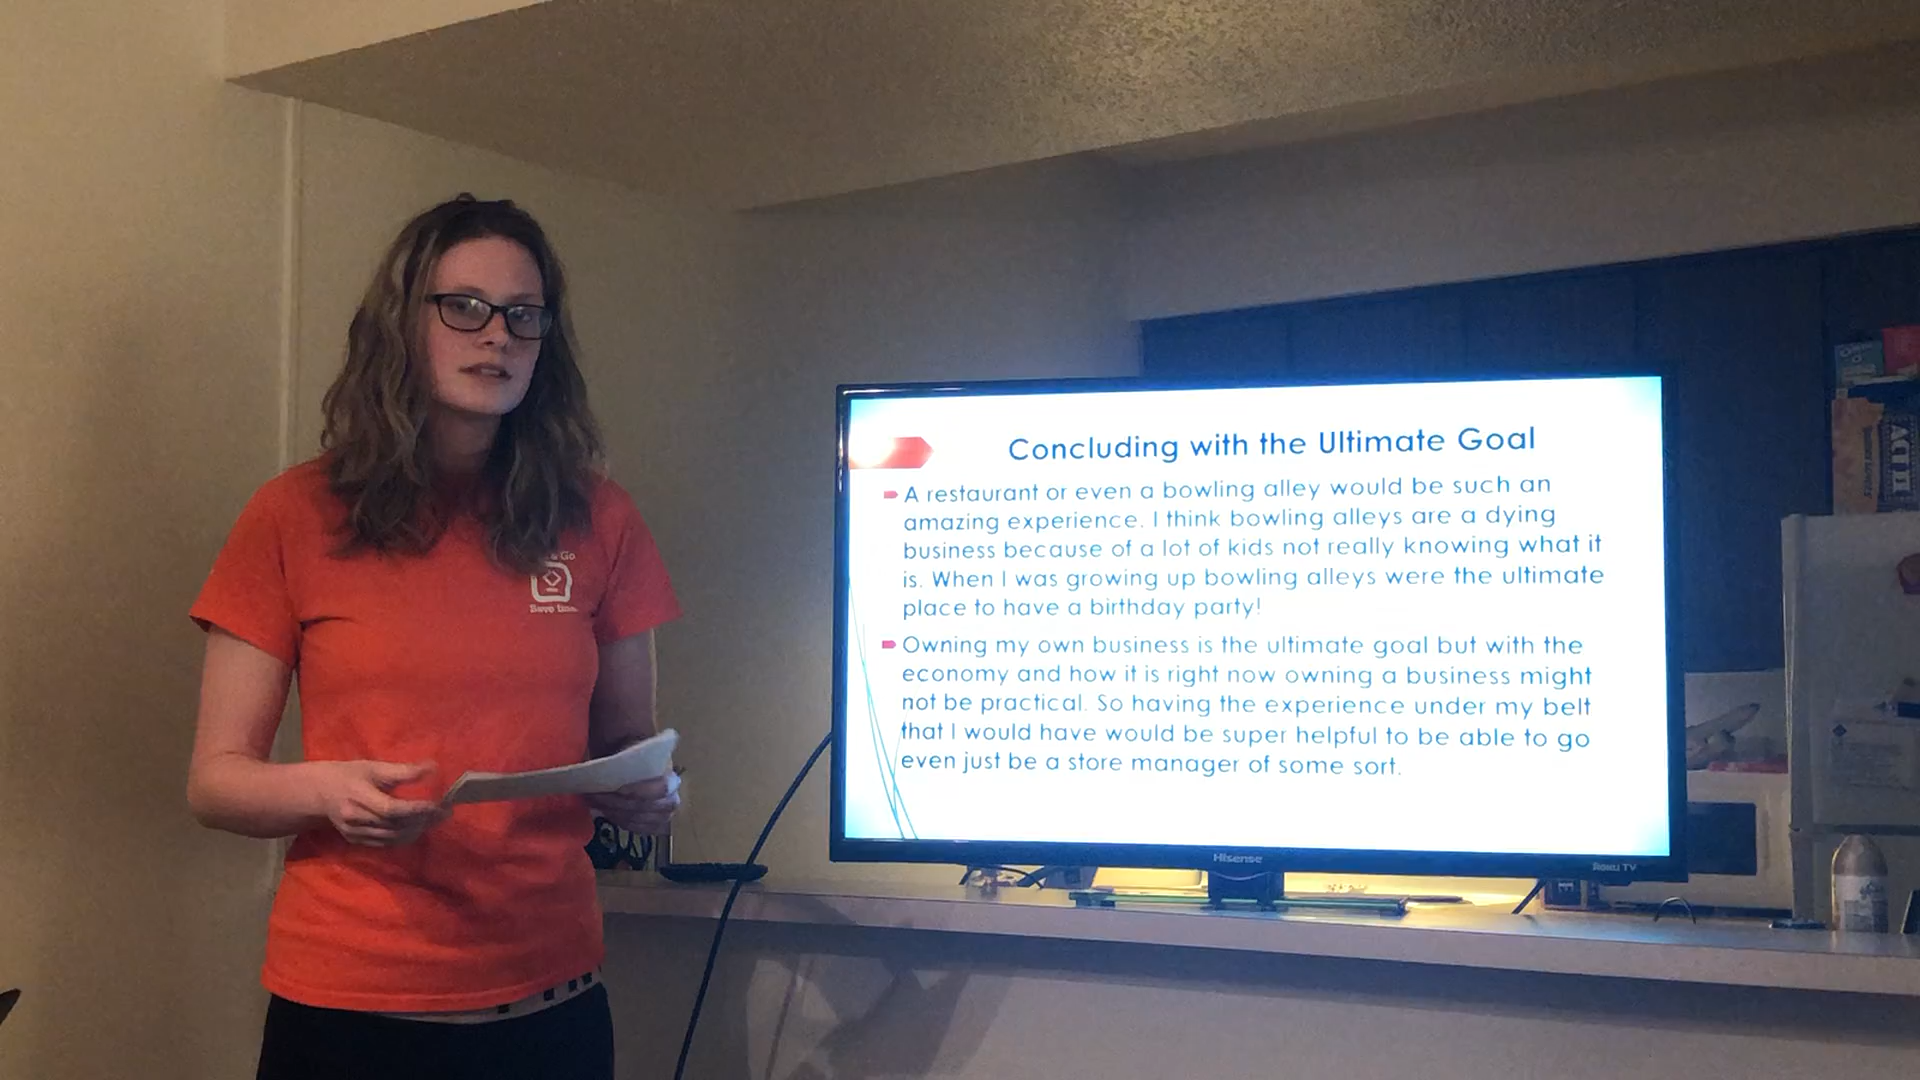 Concluding with the Ultimate Goal
A restaurant or even a bowling alley would be such an
amazing experience. I think bowling alleys are a dying
business because of a lot of kids not really knowing what it
is. When I was growing up bowling alleys were the ultimate
place to have a birthday party!
Owning my own business is the ultimate goal but with the
economy and how it is right now owning a business might
not be practical. So having the experience under my belt
that I would have would be super helpful to be able to go
even just be a store manager of some sort.
Hisense
Roku TV
& Go
Save time.